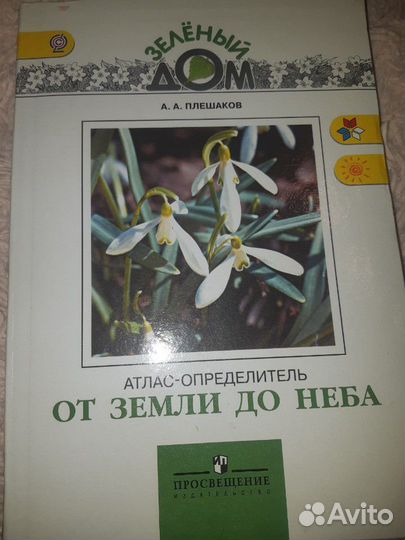 ЗЕЛЁНЫЙ
ДОМ
А. А. ПЛЕШАКОВ
АТЛАС-ОПРЕДЕЛИТЕЛЬ
ОТ ЗЕМЛИ ДО НЕБА
ПРОСВЕЩЕНИЕ
ИЗДАТЕЛЬСТВО
Avito